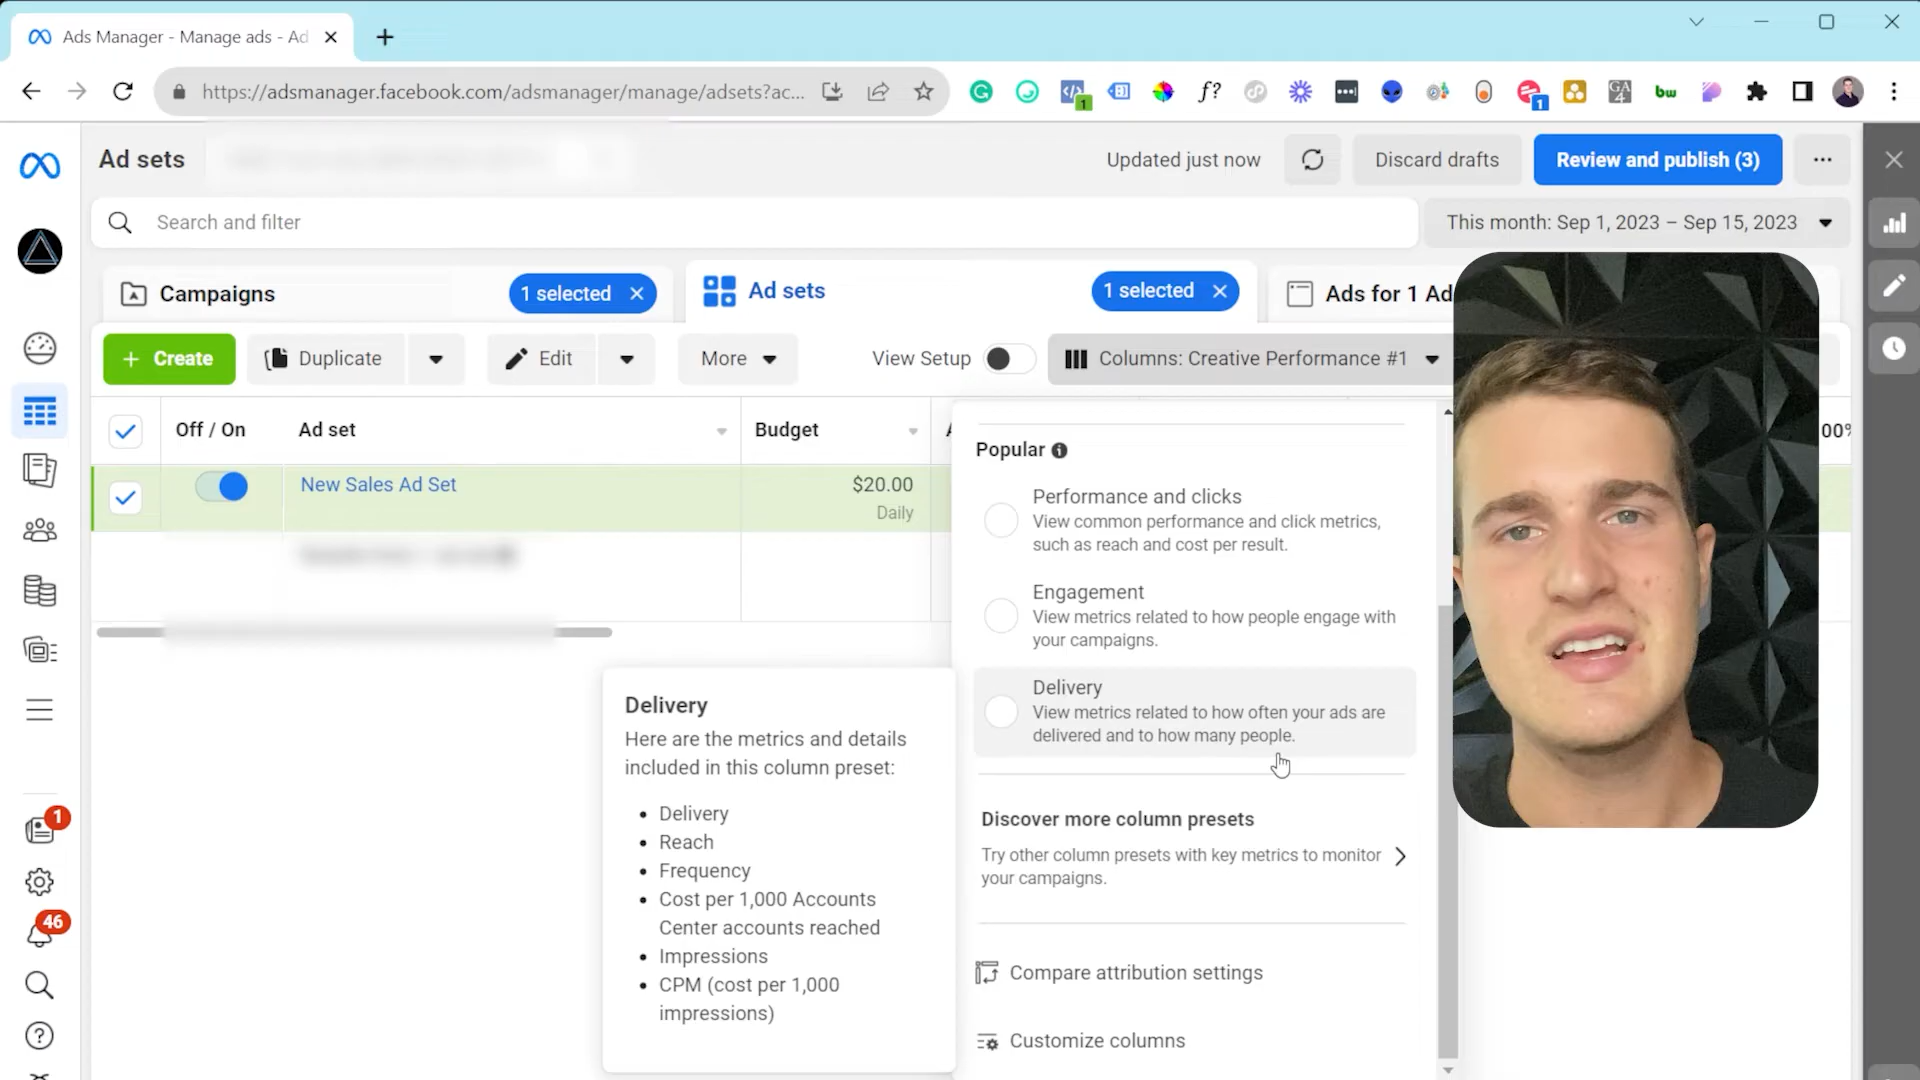 Ads Manager - Manage ads - Ad
https://adsmanager.facebook.com/adsmanager/manage/adsets?ac...
f?
1
1
GA
4
bw
Ad sets
Updated just now
Discard drafts
Review and publish (3)
Search and filter
This month: Sep 1, 2023 – Sep 15, 2023
Campaigns
1 selected
Ad sets
1 selected
Ads for 1 Ad
+ Create
Duplicate
Edit
More
View Setup
Columns: Creative Performance #1
Off / On
Ad set
Budget
00%
New Sales Ad Set
$20.00
Daily
Popular
Performance and clicks
View common performance and click metrics,
such as reach and cost per result.
Engagement
View metrics related to how people engage with
your campaigns.
Delivery
View metrics related to how often your ads are
delivered and to how many people.
Discover more column presets
Try other column presets with key metrics to monitor
your campaigns.
Compare attribution settings
Customize columns
Delivery
Here are the metrics and details
included in this column preset:
• Delivery
• Reach
• Frequency
• Cost per 1,000 Accounts
Center accounts reached
• Impressions
• CPM (cost per 1,000
impressions)
1
46